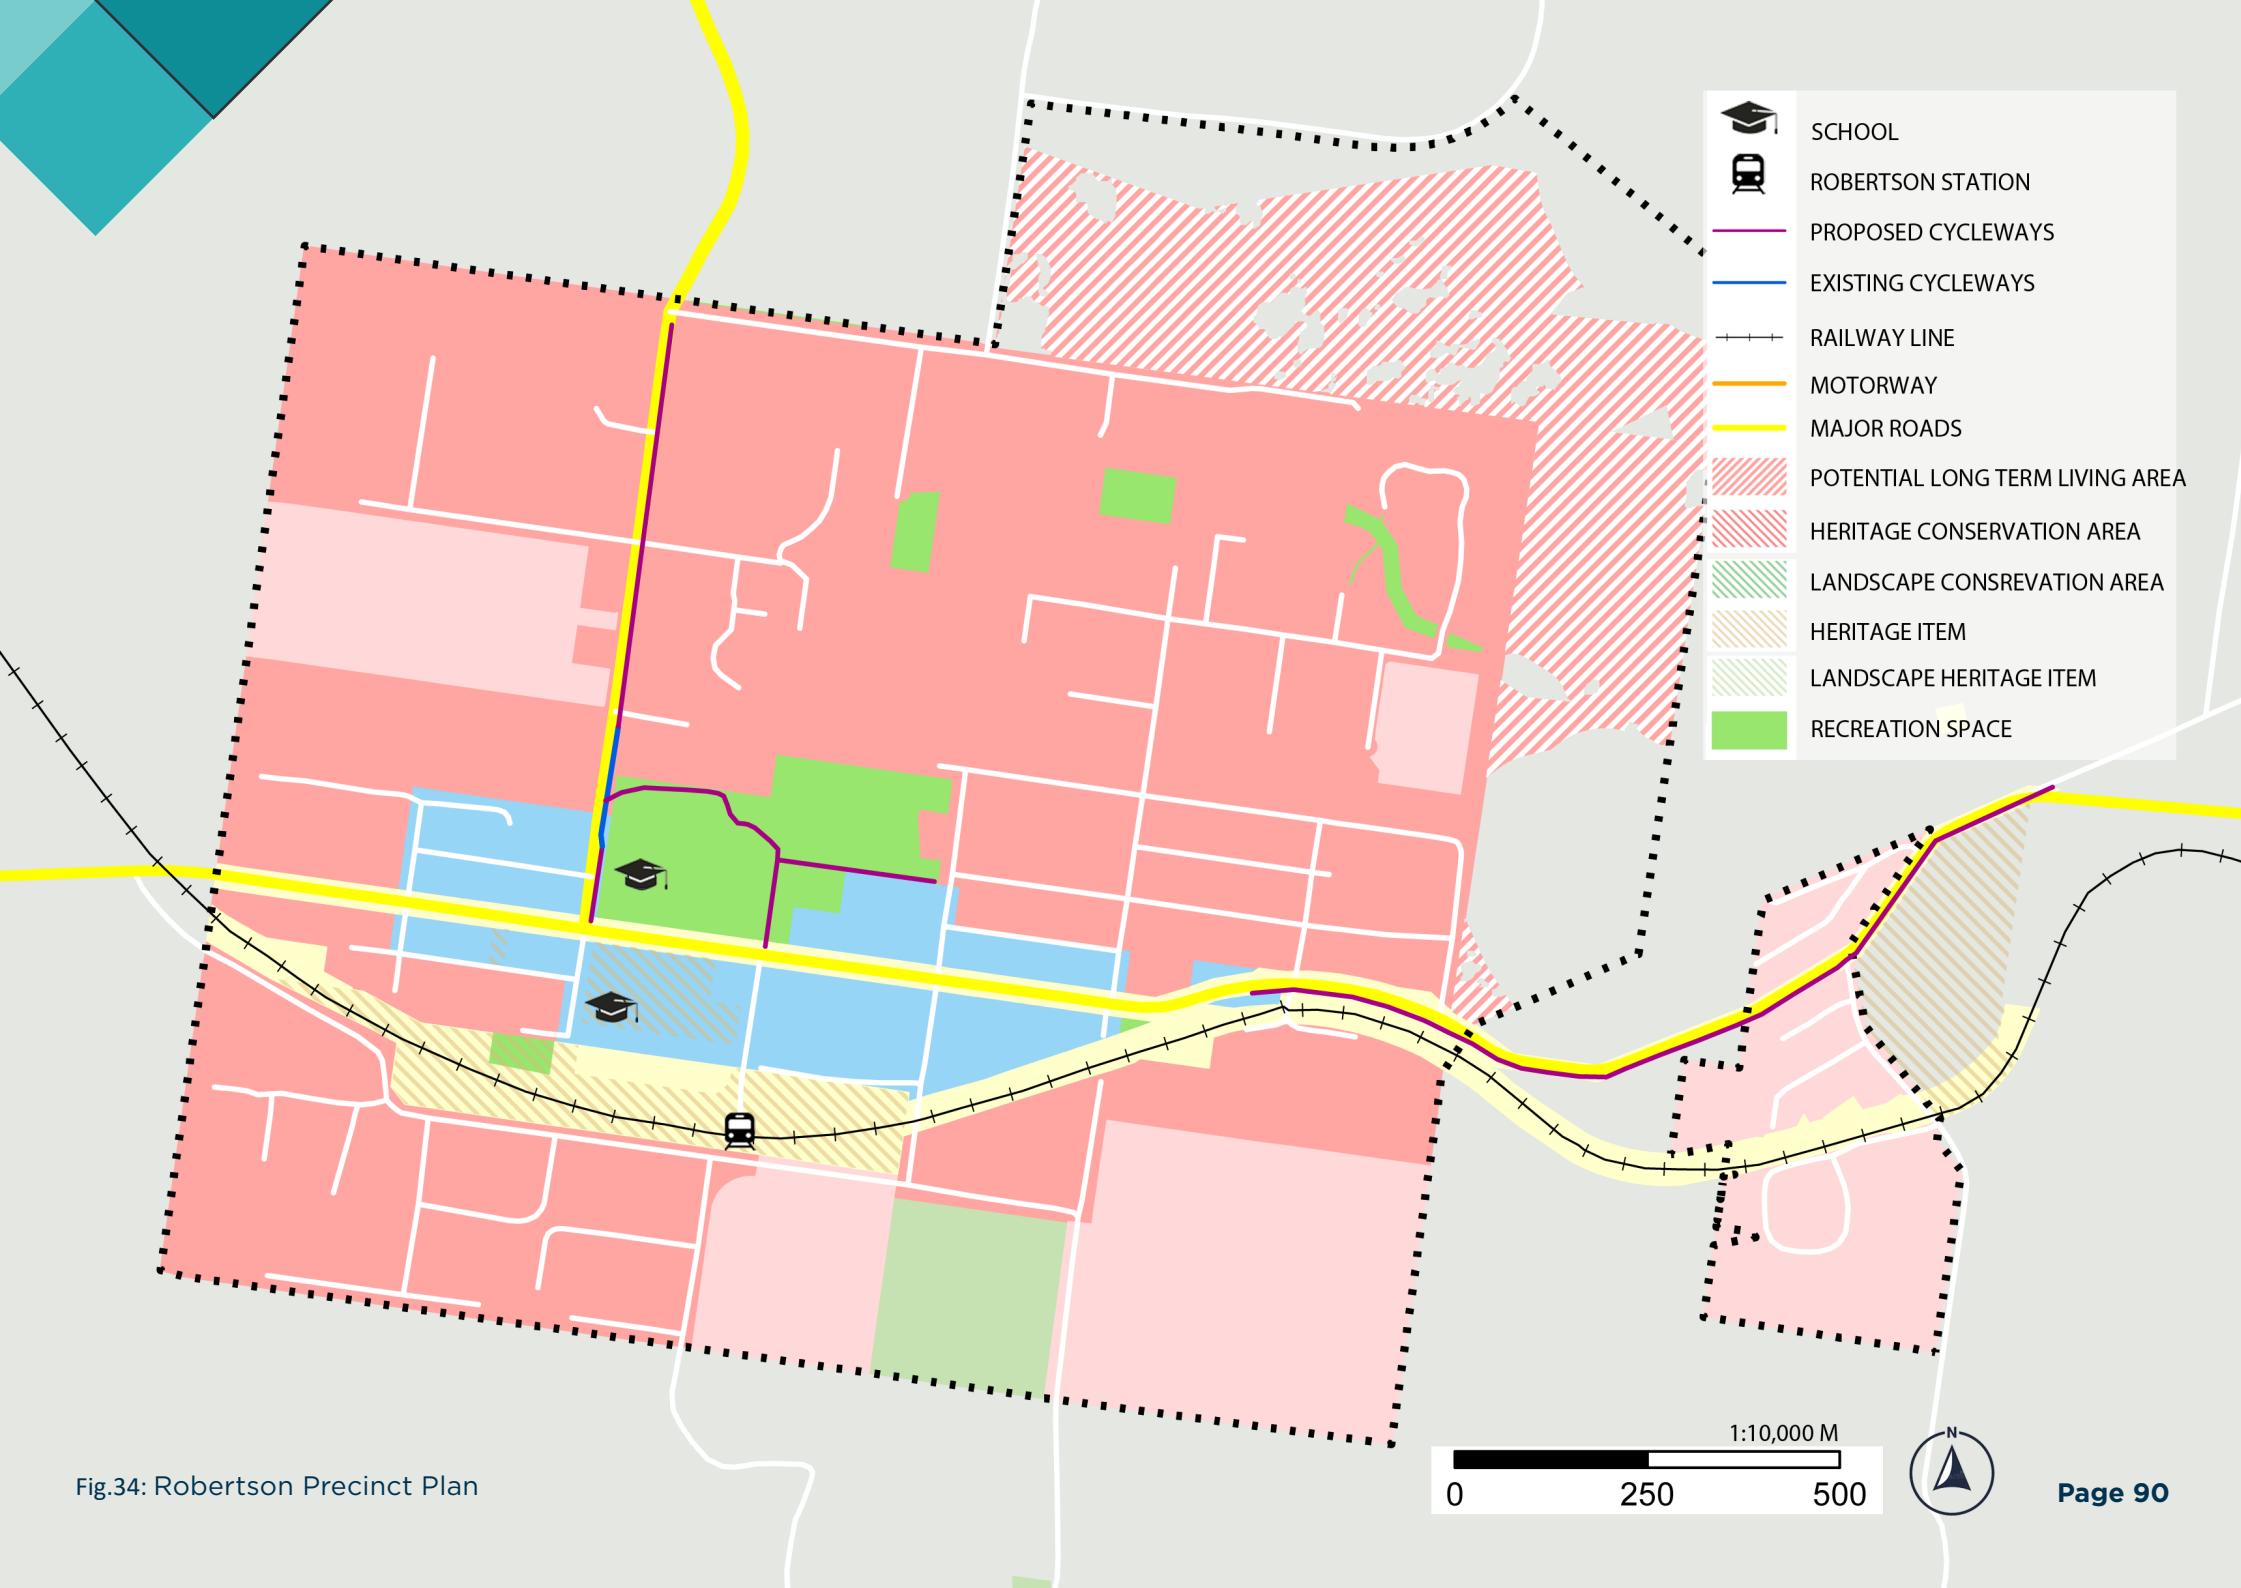 SCHOOL
ROBERTSON STATION
PROPOSED CYCLEWAYS
EXISTING CYCLEWAYS
RAILWAY LINE
MOTORWAY
MAJOR ROADS
POTENTIAL LONG TERM LIVING AREA
HERITAGE CONSERVATION AREA
LANDSCAPE CONSREVATION AREA
HERITAGE ITEM
LANDSCAPE HERITAGE ITEM
RECREATION SPACE
1:10,000 M
0 250 500
N
Fig.34: Robertson Precinct Plan
Page 90